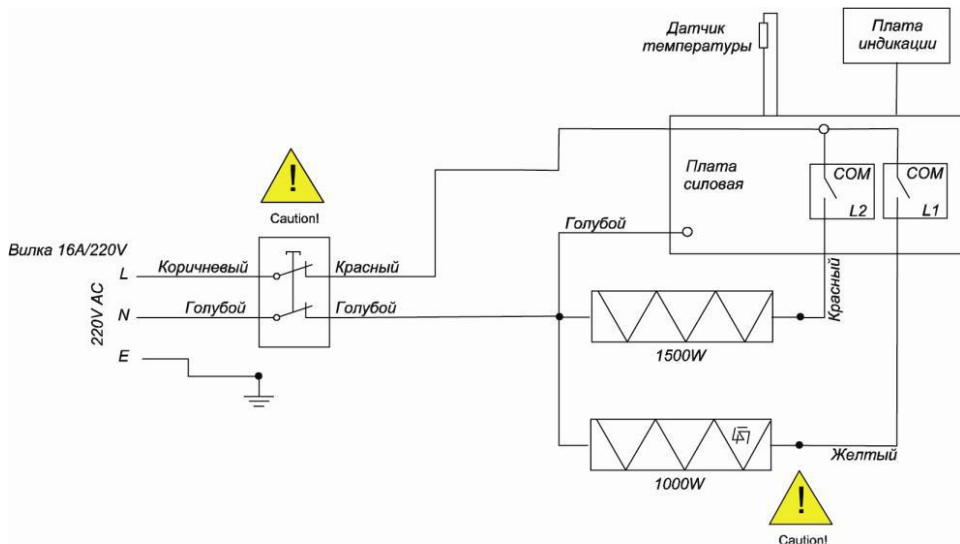 Датчик
температуры
Плата
индикации
!
Caution!
Плата
силовая
COM
L2
COM
L1
Голубой
Вилка 16А/220V
220V AC
L
Коричневый
Красный
N
Голубой
Голубой
E
Красный
1500W
1000W
Желтый
!
Caution!